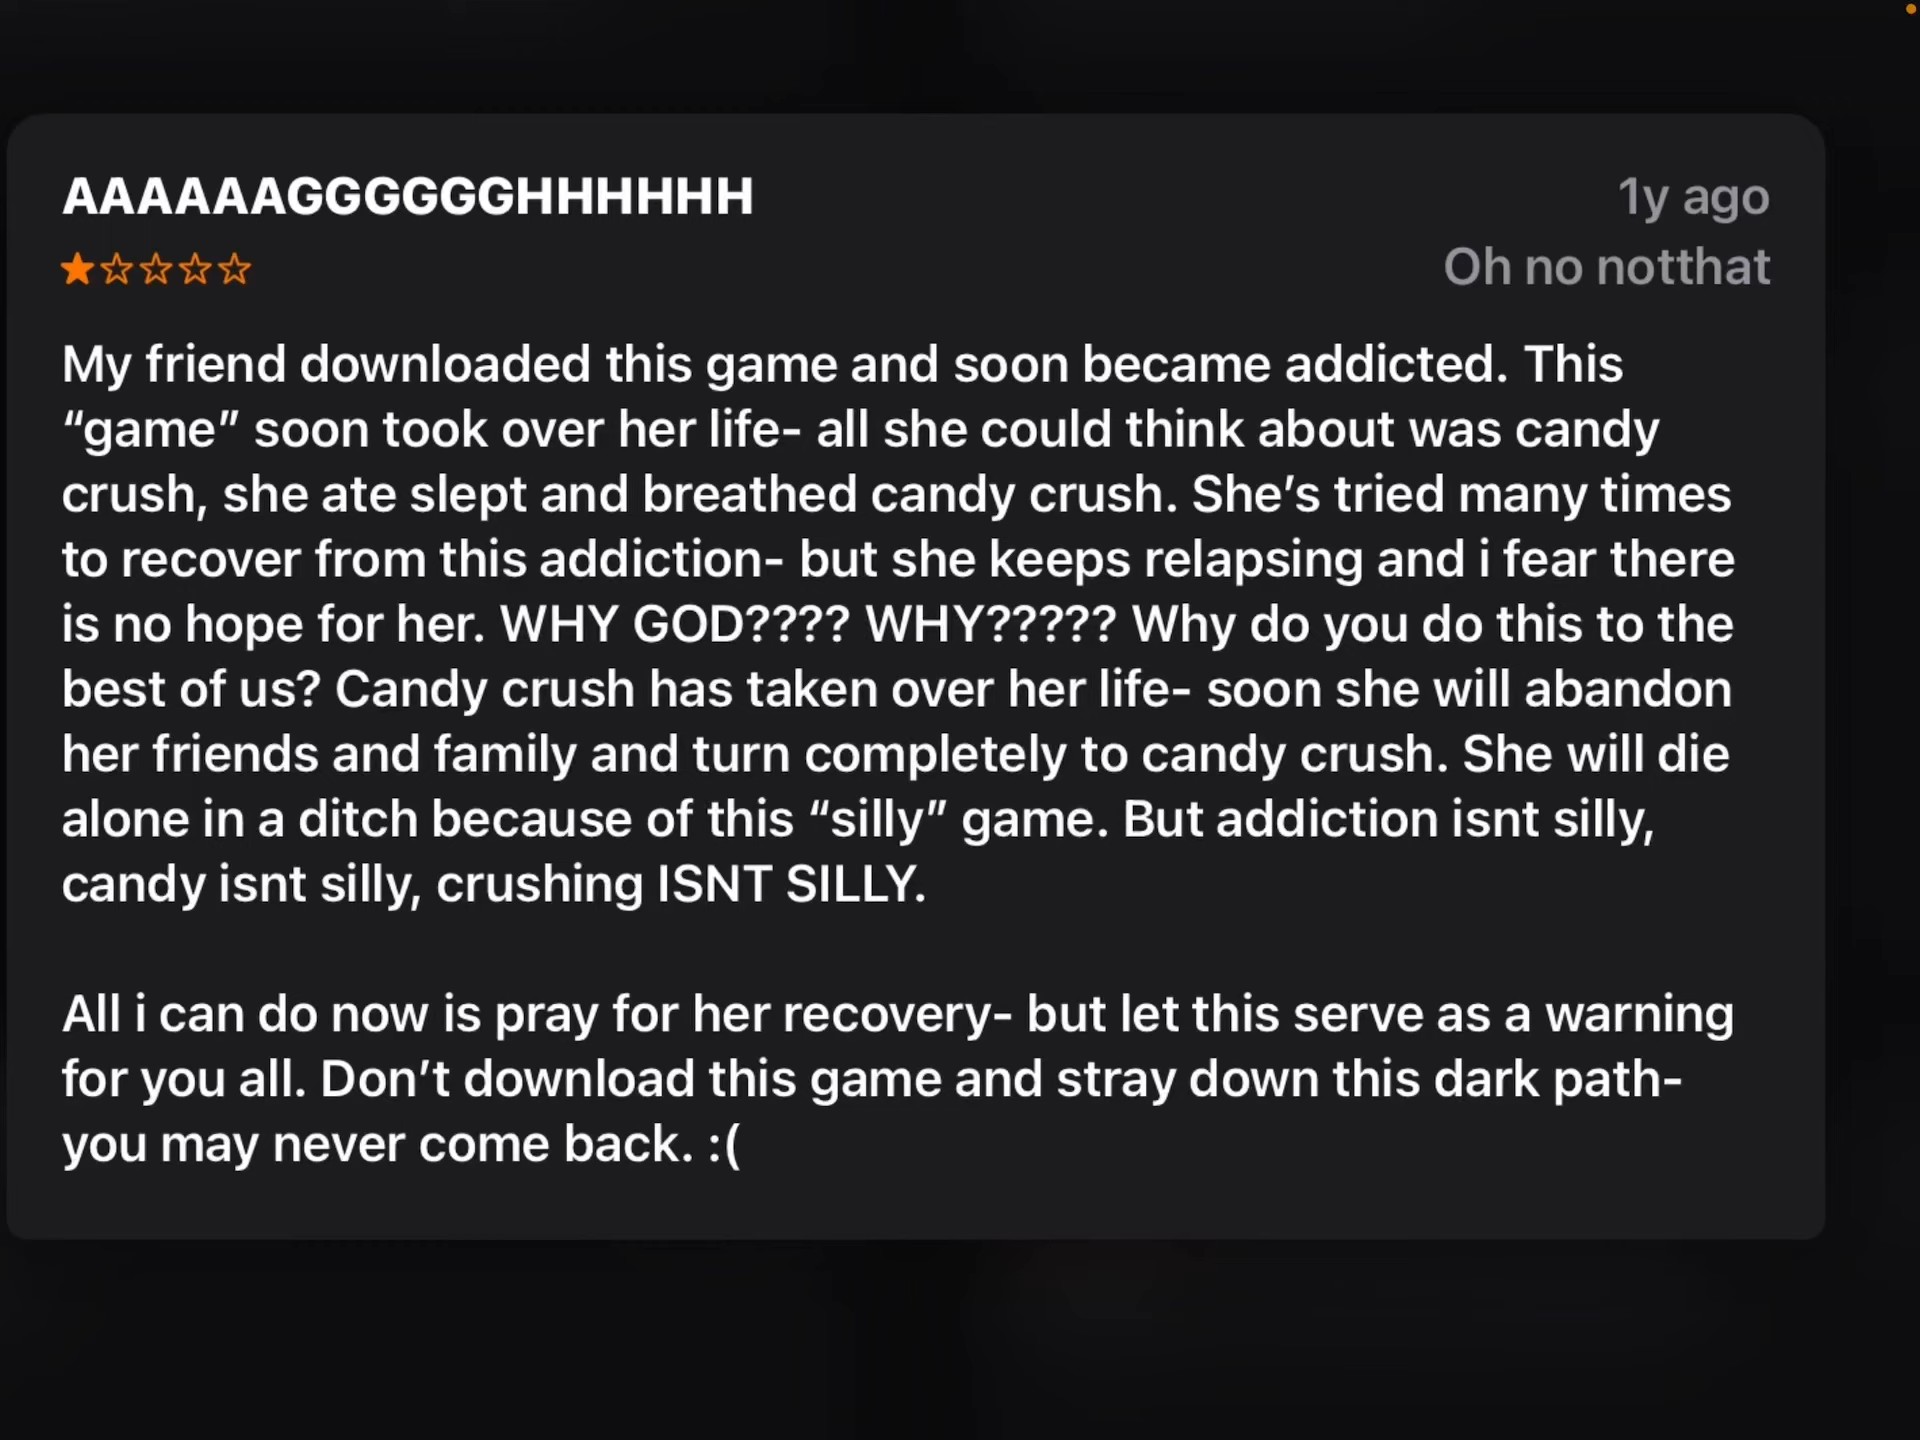 AAAAAAGGGGGGHHHHHH
1y ago
Oh no notthat
My friend downloaded this game and soon became addicted. This
“game” soon took over her life- all she could think about was candy
crush, she ate slept and breathed candy crush. She’s tried many times
to recover from this addiction- but she keeps relapsing and i fear there
is no hope for her. WHY GOD???? WHY????? Why do you do this to the
best of us? Candy crush has taken over her life- soon she will abandon
her friends and family and turn completely to candy crush. She will die
alone in a ditch because of this “silly” game. But addiction isnt silly,
candy isnt silly, crushing ISNT SILLY.
All i can do now is pray for her recovery- but let this serve as a warning
for you all. Don’t download this game and stray down this dark path-
you may never come back. :(